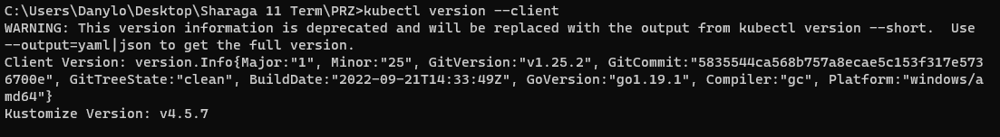 C:\Users\Danylo\Desktop\Sharaga 11 Term\PRZ>kubectl version --client
WARNING: This version information is deprecated and will be replaced with the output from kubectl version --short.  Use
--output=yaml|json to get the full version.
Client Version: version.Info{Major:"1", Minor:"25", GitVersion:"v1.25.2", GitCommit:"5835544ca568b757a8ecae5c153f317e573
6700e", GitTreeState:"clean", BuildDate:"2022-09-21T14:33:49Z", GoVersion:"go1.19.1", Compiler:"gc", Platform:"windows/a
md64"}
Kustomize Version: v4.5.7